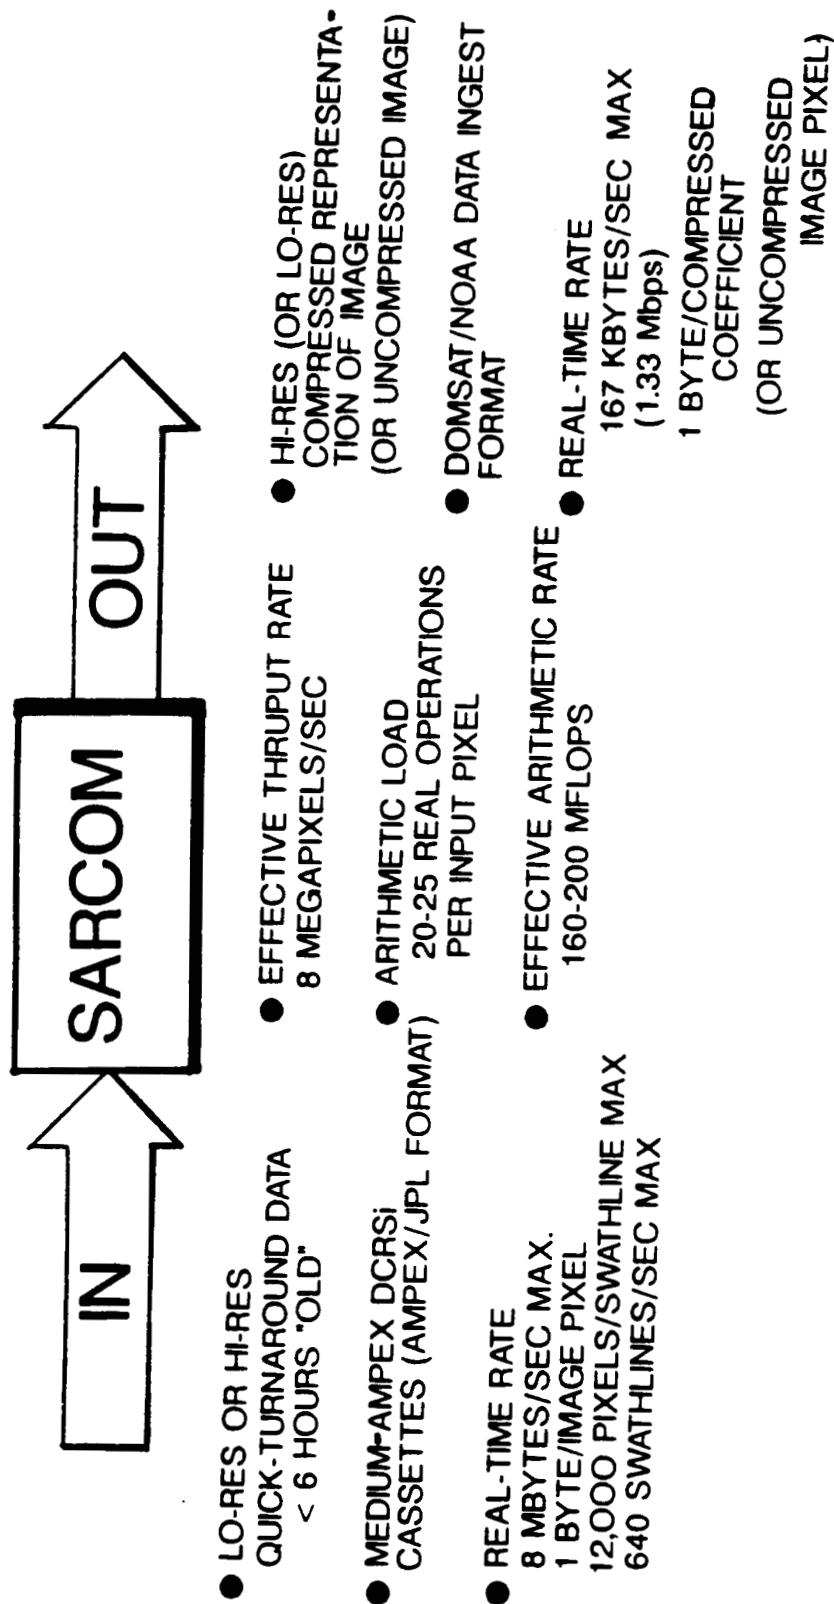 IN
SARCOM
OUT
● LO-RES OR HI-RES
QUICK-TURNAROUND DATA
< 6 HOURS "OLD"
● MEDIUM-AMPEX DCRSi
CASSETTES (AMPEX/JPL FORMAT)
● REAL-TIME RATE
8 MBYTES/SEC MAX.
1 BYTE/IMAGE PIXEL
12,000 PIXELS/SWATHLINE MAX
640 SWATHLINES/SEC MAX
● EFFECTIVE THRUPUT RATE
8 MEGAPIXELS/SEC
● ARITHMETIC LOAD
20-25 REAL OPERATIONS
PER INPUT PIXEL
● EFFECTIVE ARITHMETIC RATE
160-200 MFLOPS
● HI-RES (OR LO-RES)
COMPRESSED REPRESENTA-
TION OF IMAGE
(OR UNCOMPRESSED IMAGE)
● DOMSAT/NOAA DATA INGEST
FORMAT
● REAL-TIME RATE
167 KBYTES/SEC MAX
(1.33 Mbps)
1 BYTE/COMPRESSED
COEFFICIENT
(OR UNCOMPRESSED
IMAGE PIXEL)